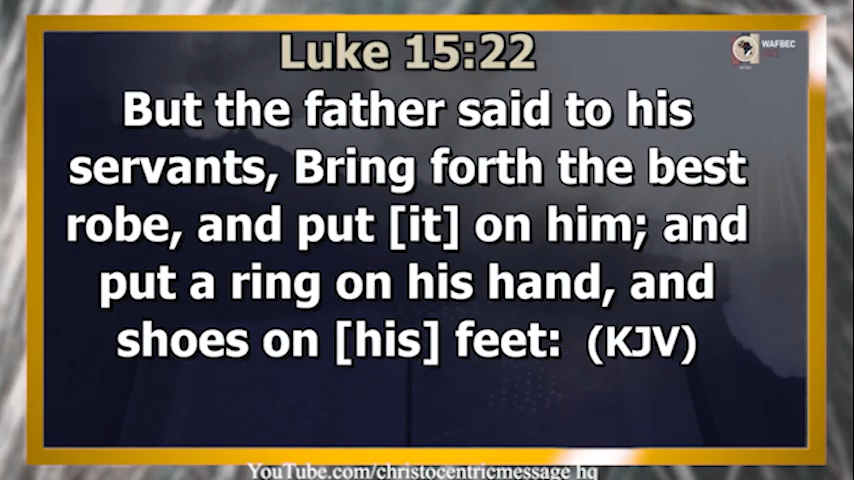 Luke 15:22
WAFBEC
But the father said to his
servants, Bring forth the best
robe, and put [it] on him; and
put a ring on his hand, and
shoes on [his] feet: (KJV)
YouTube.com/christocentricmessage hq